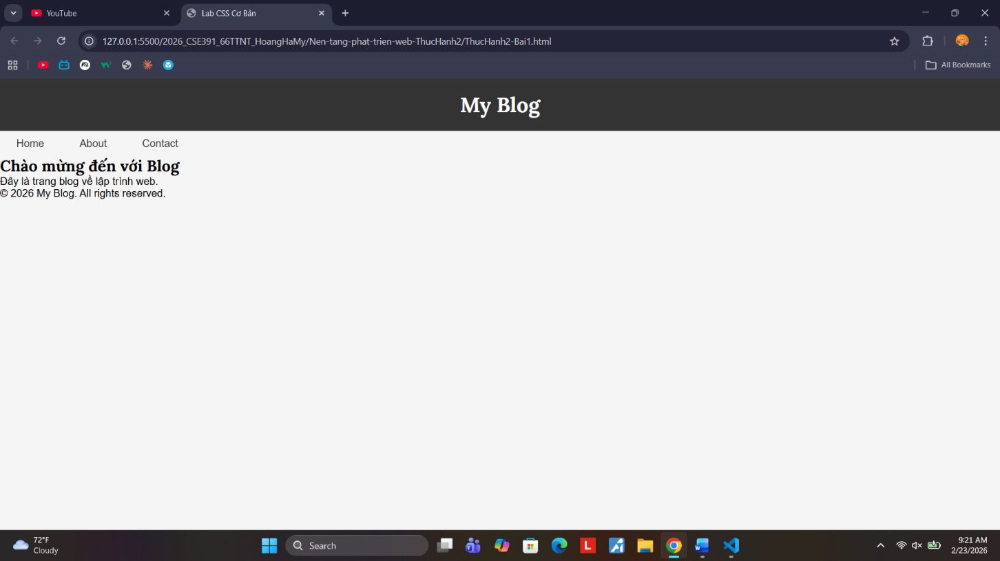 YouTube
Lab CSS Cơ Bản
127.0.0.1:5500/2026_CSE391_66TTNT_HoangHaMy/Nen-tang-phat-trien-web-ThucHanh2/ThucHanh2-Bai1.html
All Bookmarks
My Blog
Home About Contact
Chào mừng đến với Blog
Đây là trang blog về lập trình web.
© 2026 My Blog. All rights reserved.
72°F
Cloudy
Search
L
9:21 AM
2/23/2026